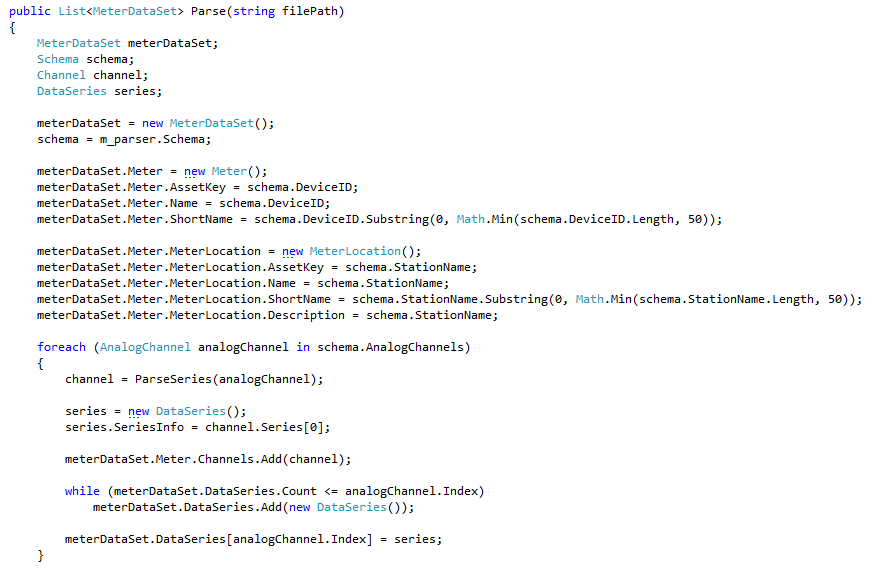 public List<MeterDataSet> Parse(string filePath)
{
    MeterDataSet meterDataSet;
    Schema schema;
    Channel channel;
    DataSeries series;

    meterDataSet = new MeterDataSet();
    schema = m_parser.Schema;

    meterDataSet.Meter = new Meter();
    meterDataSet.Meter.AssetKey = schema.DeviceID;
    meterDataSet.Meter.Name = schema.DeviceID;
    meterDataSet.Meter.ShortName = schema.DeviceID.Substring(0, Math.Min(schema.DeviceID.Length, 50));

    meterDataSet.Meter.MeterLocation = new MeterLocation();
    meterDataSet.Meter.MeterLocation.AssetKey = schema.StationName;
    meterDataSet.Meter.MeterLocation.Name = schema.StationName;
    meterDataSet.Meter.MeterLocation.ShortName = schema.StationName.Substring(0, Math.Min(schema.StationName.Length, 50));
    meterDataSet.Meter.MeterLocation.Description = schema.StationName;

    foreach (AnalogChannel analogChannel in schema.AnalogChannels)
    {
        channel = ParseSeries(analogChannel);

        series = new DataSeries();
        series.SeriesInfo = channel.Series[0];

        meterDataSet.Meter.Channels.Add(channel);

        while (meterDataSet.DataSeries.Count <= analogChannel.Index)
            meterDataSet.DataSeries.Add(new DataSeries());

        meterDataSet.DataSeries[analogChannel.Index] = series;
    }